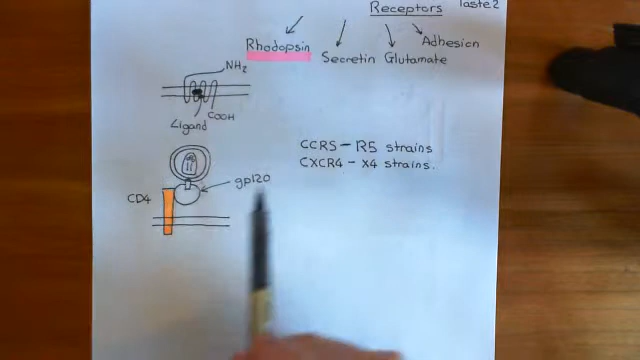 Receptors
Taste2
Rhodopsin
Secretin
Glutamate
Adhesion
NH2
COOH
Ligand
CCR5 - R5 strains
CXCR4 - X4 strains.
gp120
CD4